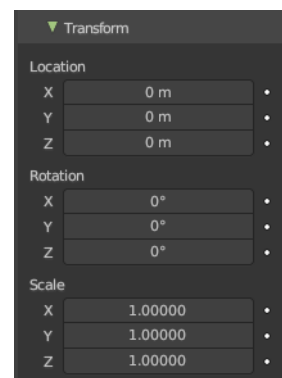 Transform
Location
X 0 m
Y 0 m
Z 0 m
Rotation
X 0°
Y 0°
Z 0°
Scale
X 1.00000
Y 1.00000
Z 1.00000